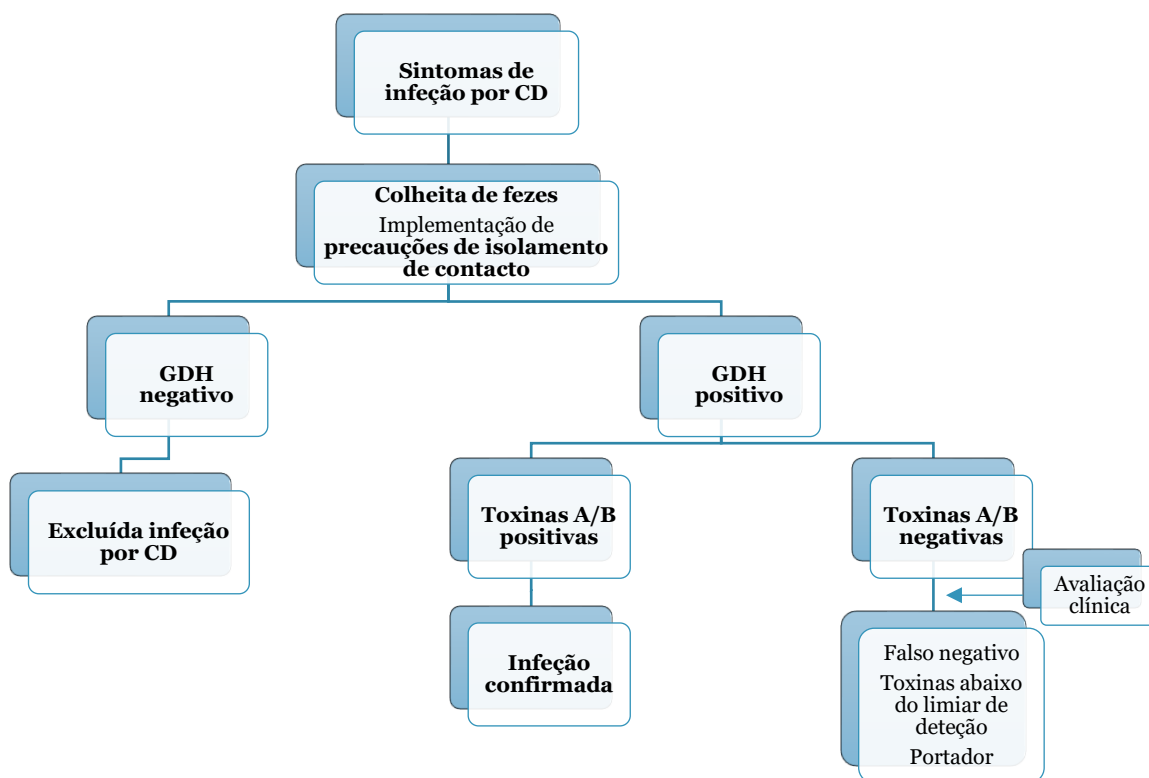 Sintomas de
infeção por CD
Colheita de fezes
Implementação de
precauções de isolamento
de contacto
GDH
negativo
GDH
positivo
Excluída infeção
por CD
Toxinas A/B
positivas
Toxinas A/B
negativas
Avaliação
clínica
Infeção
confirmada
Falso negativo
Toxinas abaixo
do limiar de
deteção
Portador